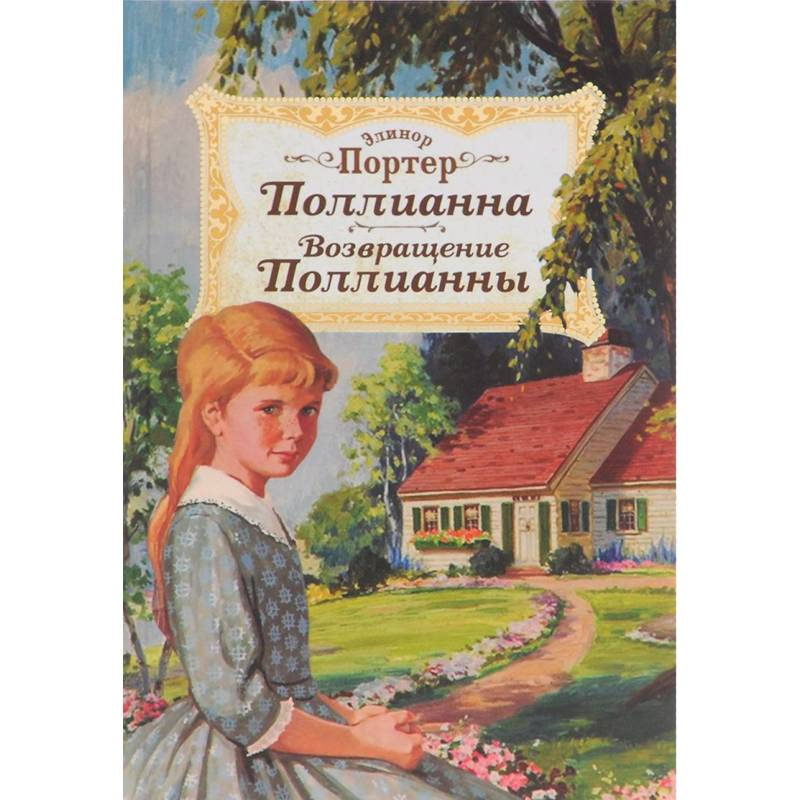 Элинор
Портер
Поллианна
Возвращение
Поллианны